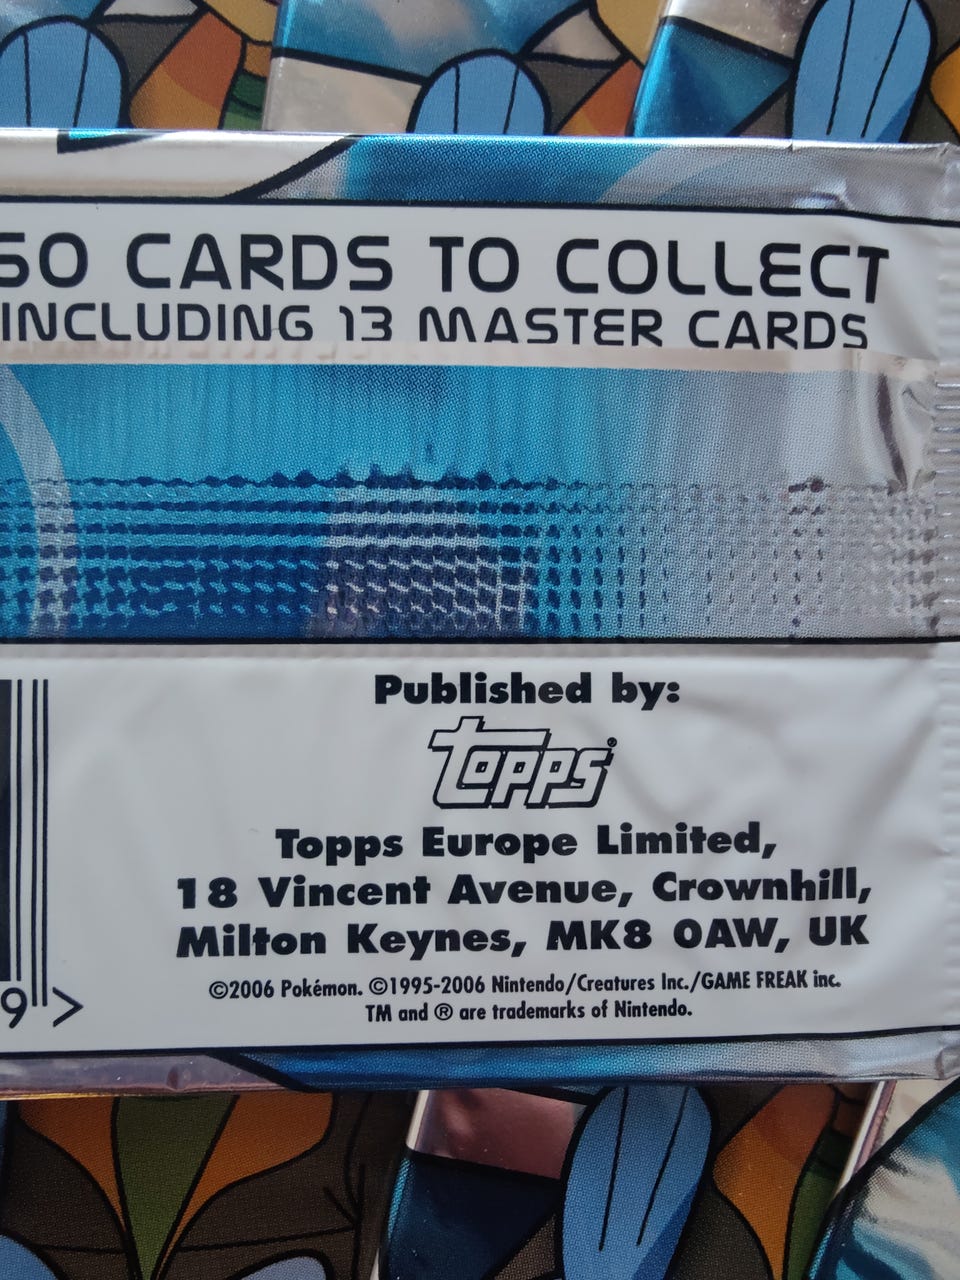 50 CARDS TO COLLECT
INCLUDING 13 MASTER CARDS
Published by:
Topps®
Topps Europe Limited,
18 Vincent Avenue, Crownhill,
Milton Keynes, MK8 0AW, UK
9 >
©2006 Pokémon. ©1995-2006 Nintendo/Creatures Inc./GAME FREAK inc.
TM and ® are trademarks of Nintendo.